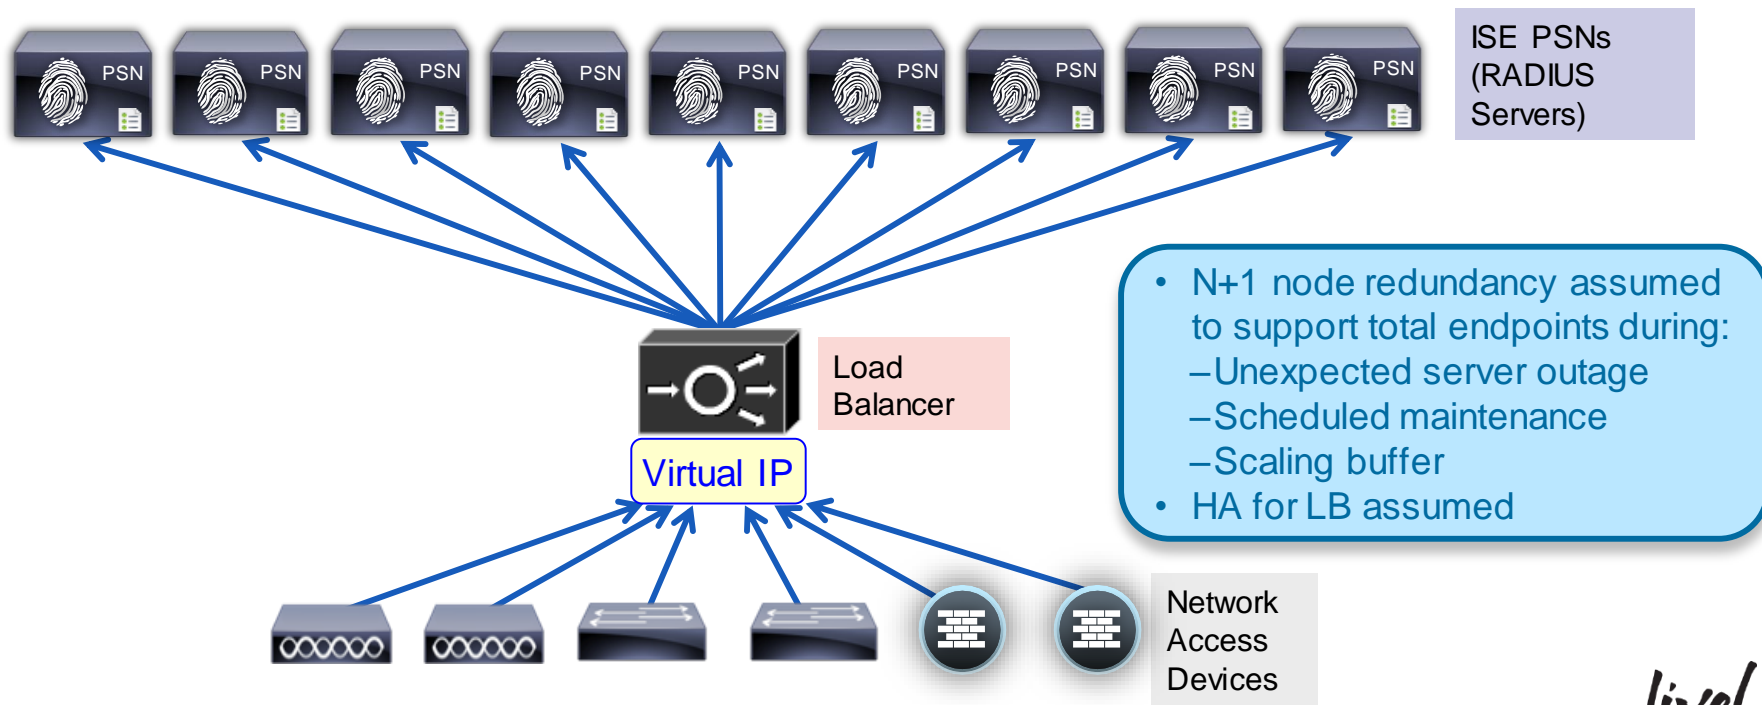 PSN PSN PSN PSN PSN PSN PSN PSN PSN
ISE PSNs
(RADIUS
Servers)
Load
Balancer
Virtual IP
• N+1 node redundancy assumed
to support total endpoints during:
–Unexpected server outage
–Scheduled maintenance
–Scaling buffer
• HA for LB assumed
Network
Access
Devices